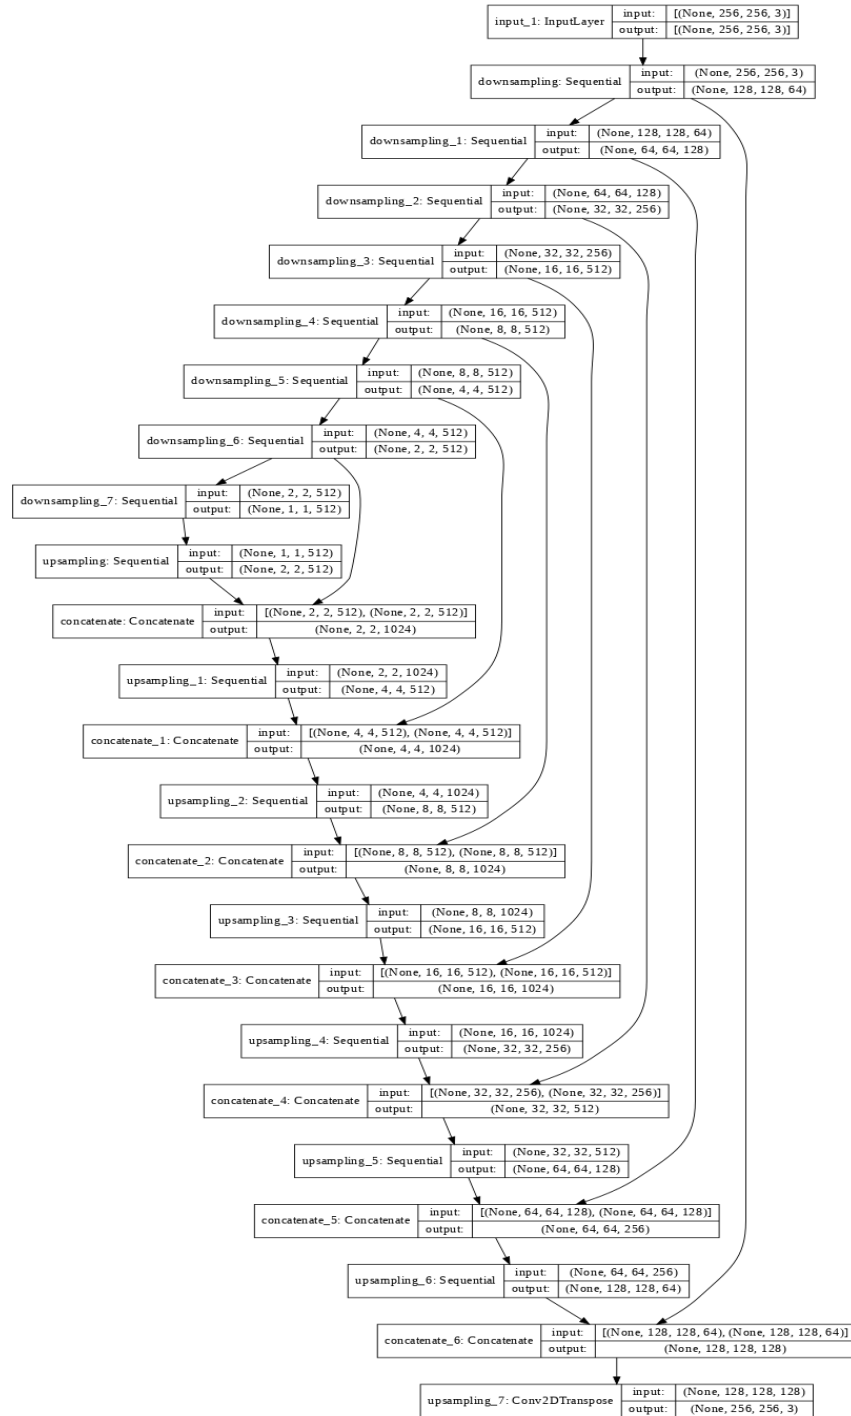 input_1: InputLayer input: [(None, 256, 256, 3)]
output: [(None, 256, 256, 3)]
downsampling: Sequential input: (None, 256, 256, 3)
output: (None, 128, 128, 64)
downsampling_1: Sequential input: (None, 128, 128, 64)
output: (None, 64, 64, 128)
downsampling_2: Sequential input: (None, 64, 64, 128)
output: (None, 32, 32, 256)
downsampling_3: Sequential input: (None, 32, 32, 256)
output: (None, 16, 16, 512)
downsampling_4: Sequential input: (None, 16, 16, 512)
output: (None, 8, 8, 512)
downsampling_5: Sequential input: (None, 8, 8, 512)
output: (None, 4, 4, 512)
downsampling_6: Sequential input: (None, 4, 4, 512)
output: (None, 2, 2, 512)
downsampling_7: Sequential input: (None, 2, 2, 512)
output: (None, 1, 1, 512)
upsampling: Sequential input: (None, 1, 1, 512)
output: (None, 2, 2, 512)
concatenate: Concatenate input: [(None, 2, 2, 512), (None, 2, 2, 512)]
output: (None, 2, 2, 1024)
upsampling_1: Sequential input: (None, 2, 2, 1024)
output: (None, 4, 4, 512)
concatenate_1: Concatenate input: [(None, 4, 4, 512), (None, 4, 4, 512)]
output: (None, 4, 4, 1024)
upsampling_2: Sequential input: (None, 4, 4, 1024)
output: (None, 8, 8, 512)
concatenate_2: Concatenate input: [(None, 8, 8, 512), (None, 8, 8, 512)]
output: (None, 8, 8, 1024)
upsampling_3: Sequential input: (None, 8, 8, 1024)
output: (None, 16, 16, 512)
concatenate_3: Concatenate input: [(None, 16, 16, 512), (None, 16, 16, 512)]
output: (None, 16, 16, 1024)
upsampling_4: Sequential input: (None, 16, 16, 1024)
output: (None, 32, 32, 256)
concatenate_4: Concatenate input: [(None, 32, 32, 256), (None, 32, 32, 256)]
output: (None, 32, 32, 512)
upsampling_5: Sequential input: (None, 32, 32, 512)
output: (None, 64, 64, 128)
concatenate_5: Concatenate input: [(None, 64, 64, 128), (None, 64, 64, 128)]
output: (None, 64, 64, 256)
upsampling_6: Sequential input: (None, 64, 64, 256)
output: (None, 128, 128, 64)
concatenate_6: Concatenate input: [(None, 128, 128, 64), (None, 128, 128, 64)]
output: (None, 128, 128, 128)
upsampling_7: Conv2DTranspose input: (None, 128, 128, 128)
output: (None, 256, 256, 3)